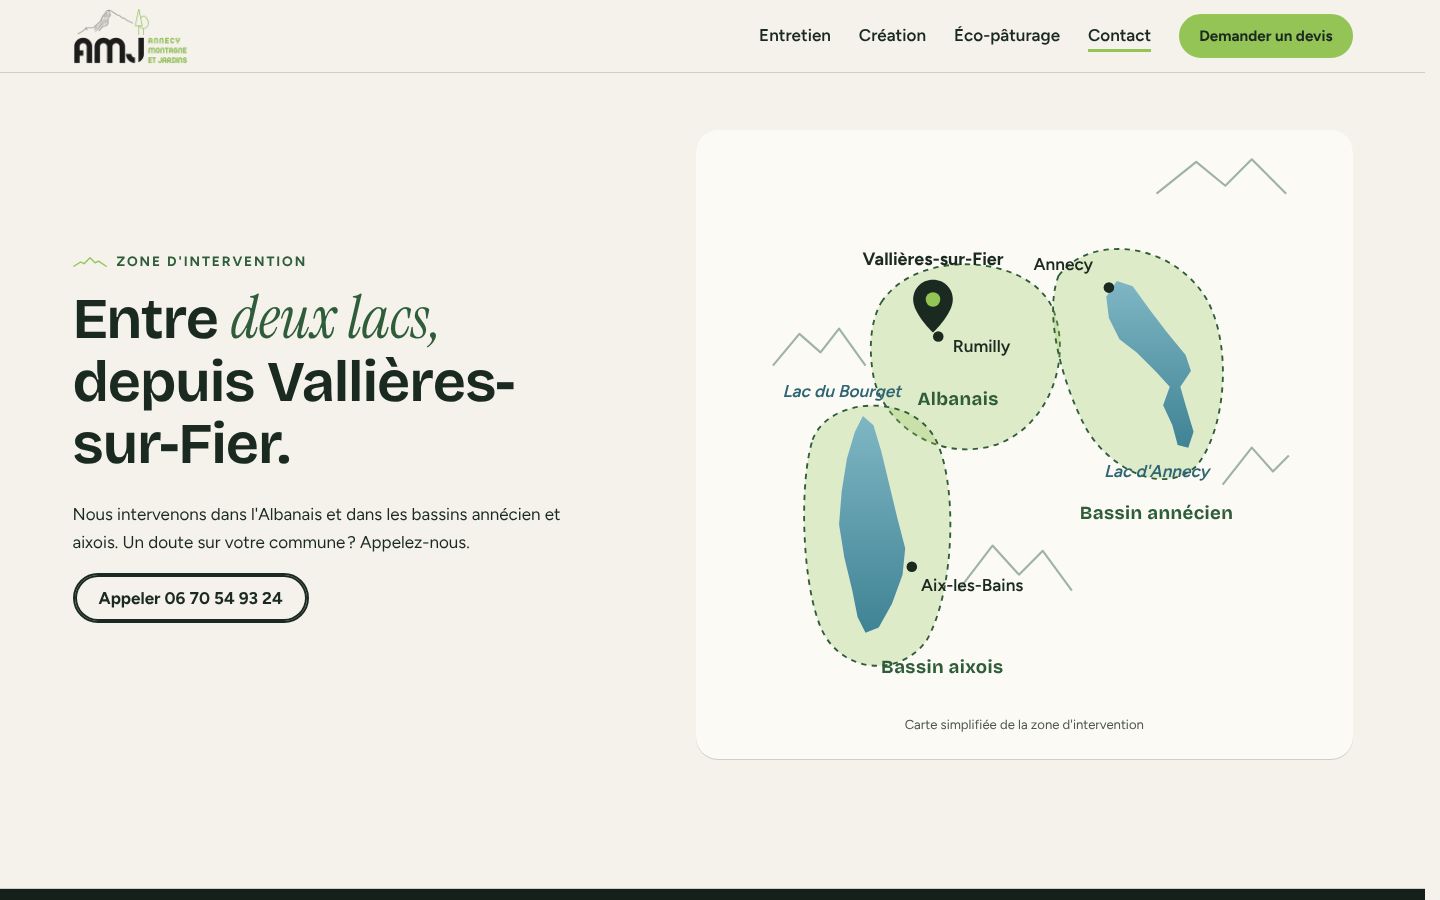 AMJ
ANNECY
MONTAGNE
ET JARDINS
Entretien
Création
Éco-pâturage
Contact
Demander un devis
ZONE D'INTERVENTION
Entre deux lacs,
depuis Vallières-
sur-Fier.
Nous intervenons dans l'Albanais et dans les bassins annécien et
aixois. Un doute sur votre commune ? Appelez-nous.
Appeler 06 70 54 93 24
Vallières-sur-Fier
Annecy
Rumilly
Lac du Bourget
Albanais
Lac d'Annecy
Bassin annécien
Aix-les-Bains
Bassin aixois
Carte simplifiée de la zone d'intervention